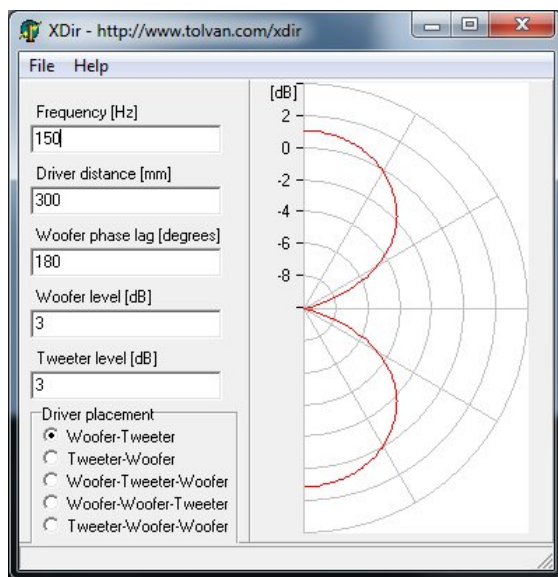 XDir - http://www.tolvan.com/xdir
File Help
Frequency [Hz]
150
Driver distance [mm]
300
Woofer phase lag [degrees]
180
Woofer level [dB]
3
Tweeter level [dB]
3
Driver placement
Woofer-Tweeter
Tweeter-Woofer
Woofer-Tweeter-Woofer
Woofer-Woofer-Tweeter
Tweeter-Woofer-Woofer
[dB]
2
0
-2
-4
-6
-8